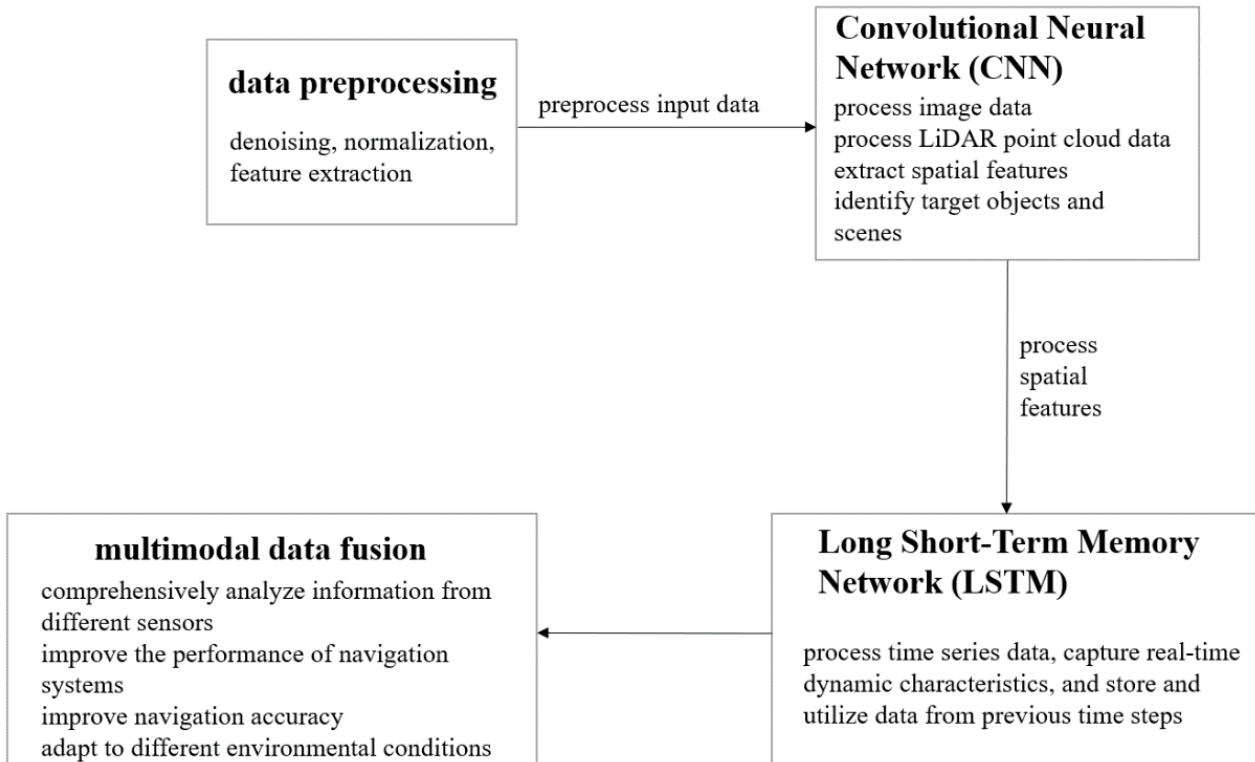 data preprocessing
denoising, normalization,
feature extraction
preprocess input data
Convolutional Neural
Network (CNN)
process image data
process LiDAR point cloud data
extract spatial features
identify target objects and
scenes
process
spatial
features
Long Short-Term Memory
Network (LSTM)
process time series data, capture real-time
dynamic characteristics, and store and
utilize data from previous time steps
multimodal data fusion
comprehensively analyze information from
different sensors
improve the performance of navigation
systems
improve navigation accuracy
adapt to different environmental conditions